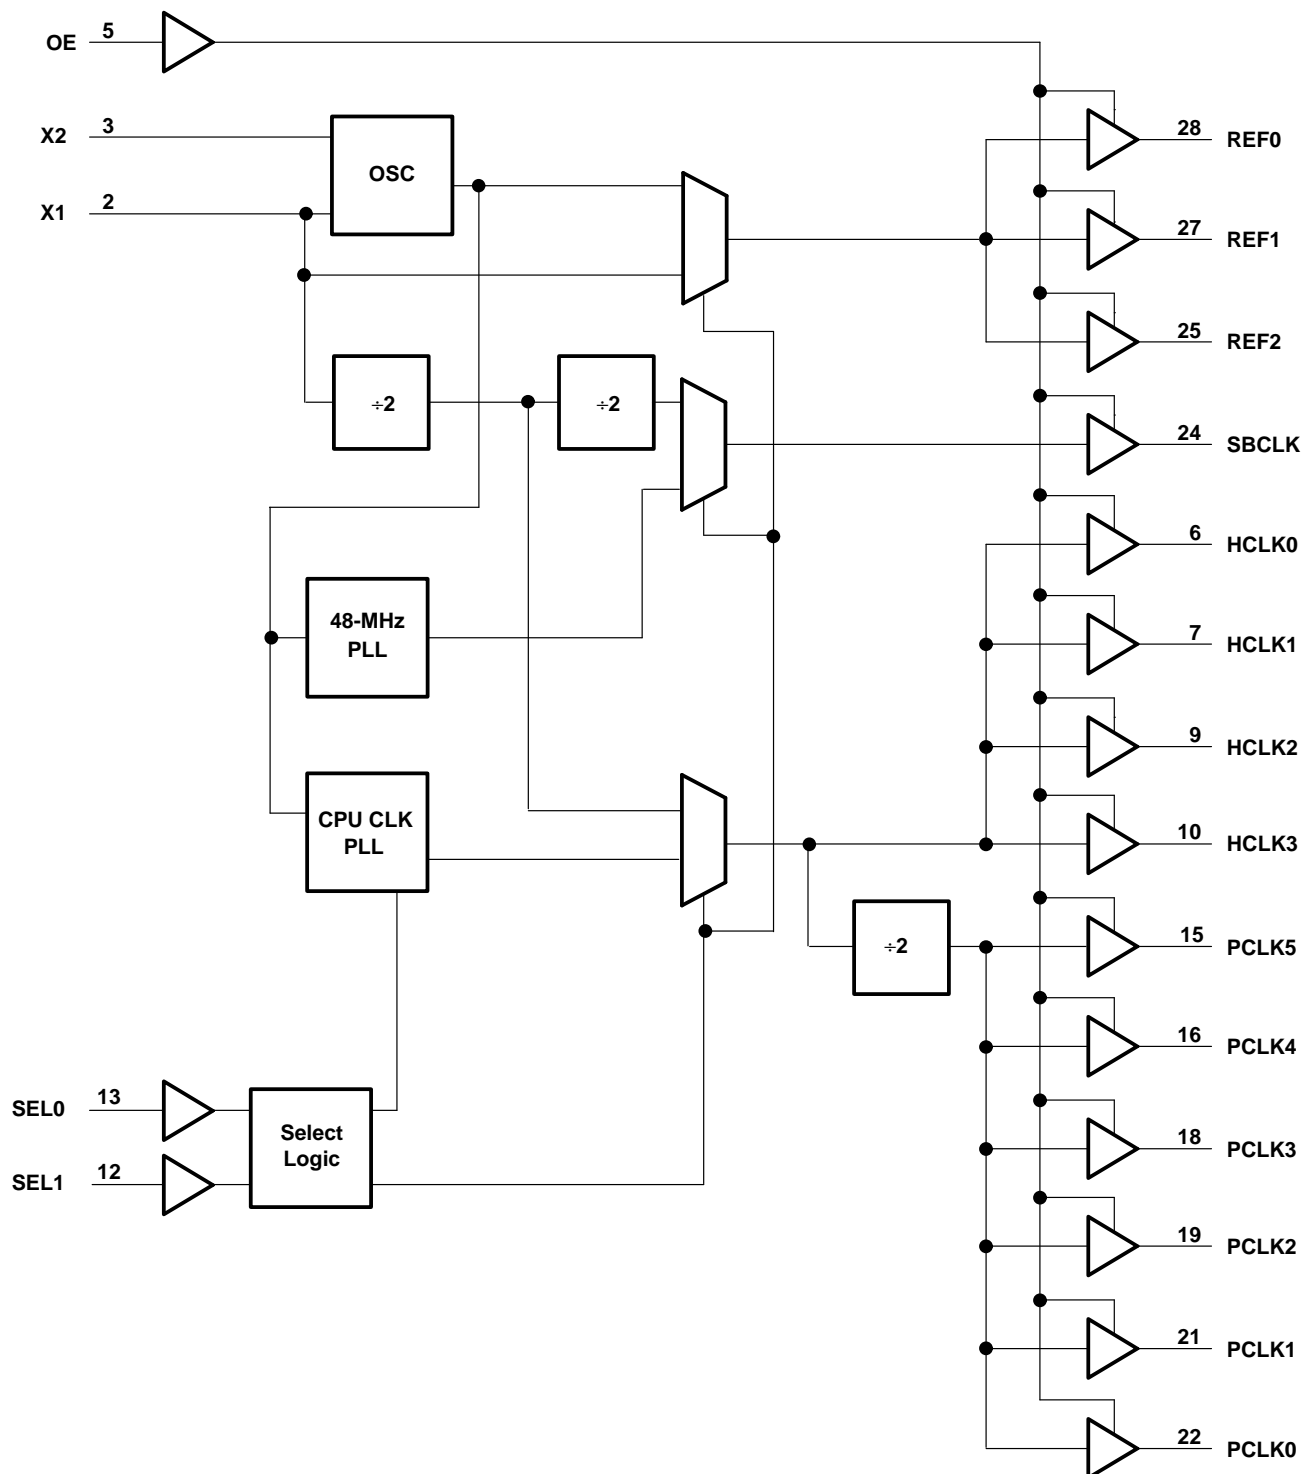 OE 5
X2 3
OSC
28 REF0
X1 2
27 REF1
25 REF2
÷2
÷2
24 SBCLK
6 HCLK0
48-MHz
PLL
7 HCLK1
9 HCLK2
CPU CLK
PLL
10 HCLK3
÷2
15 PCLK5
16 PCLK4
SEL0 13
Select
Logic
18 PCLK3
SEL1 12
19 PCLK2
21 PCLK1
22 PCLK0